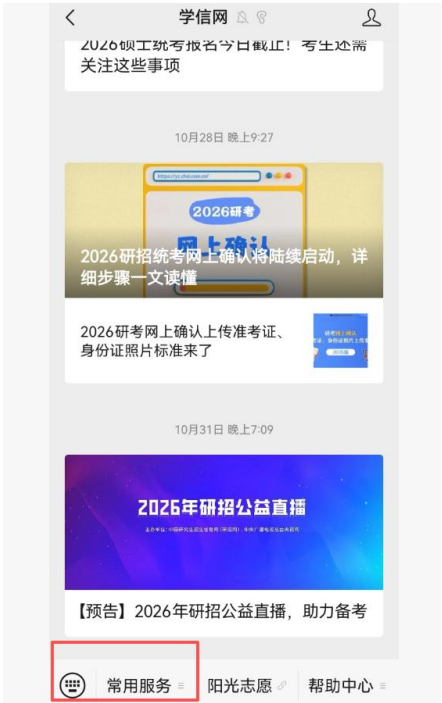 学信网
2026硕士统考报名今日截止！考生还需
关注这些事项
10月28日 晚上9:27
2026研考
网上确认
2026研招统考网上确认将陆续启动，详
细步骤一文读懂
2026研考网上确认上传准考证、
身份证照片标准来了
10月31日 晚上7:09
2026年研招公益直播
【预告】2026年研招公益直播，助力备考
常用服务
阳光志愿
帮助中心